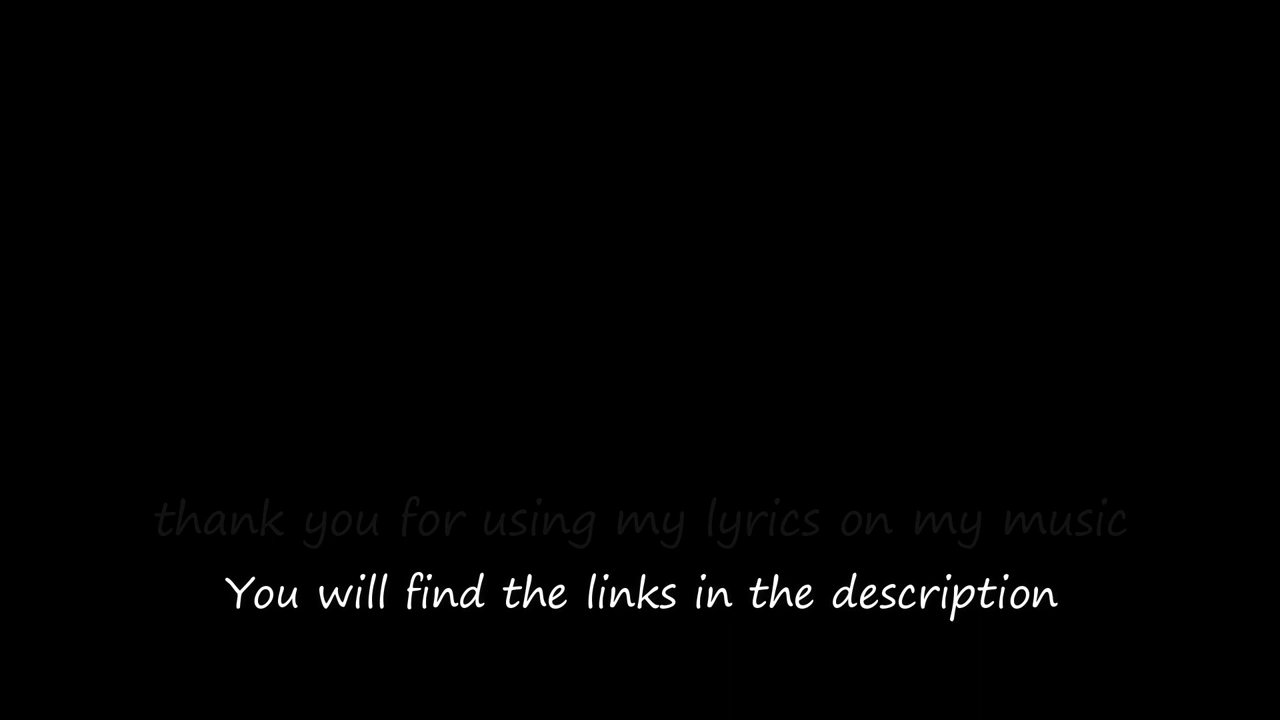 thank you for using my lyrics on my music
You will find the links in the description